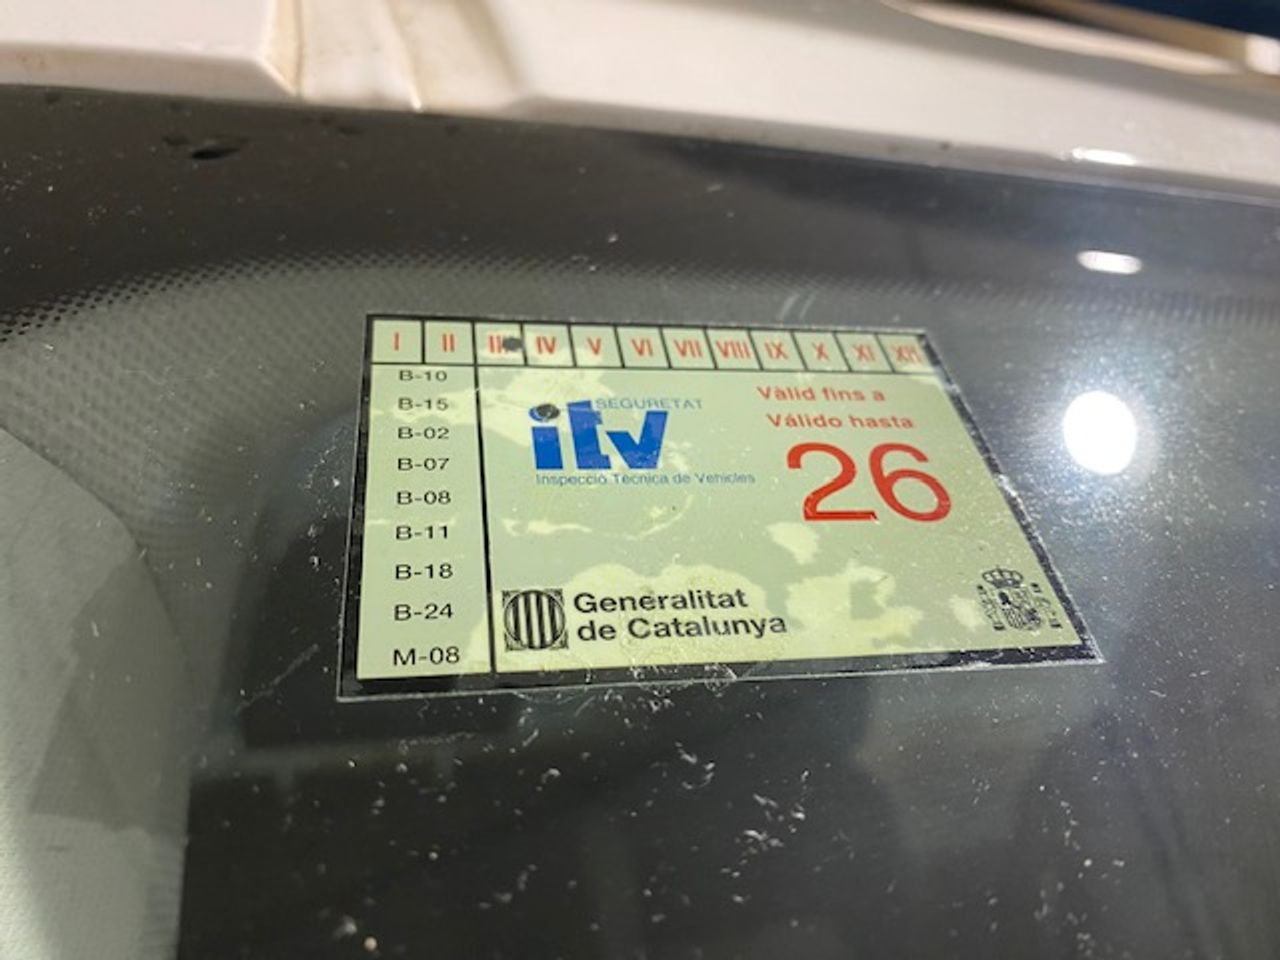 I II III IV V VI VII VIII IX X XI XII
B-10
B-15
B-02
B-07
B-08
B-11
B-18
B-24
M-08
SEGURETAT
itv
Inspecció Tècnica de Vehicles
Vàlid fins a
Válido hasta
26
Generalitat
de Catalunya